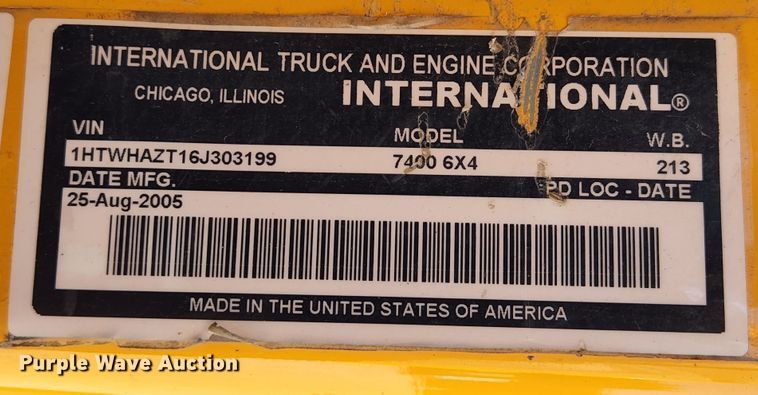 INTERNATIONAL TRUCK AND ENGINE CORPORATION
CHICAGO, ILLINOIS INTERNATIONAL®
VIN MODEL W.B.
1HTWHAZT16J303199 7400 6X4 213
DATE MFG. PD LOC - DATE
25-Aug-2005
MADE IN THE UNITED STATES OF AMERICA
Purple Wave Auction